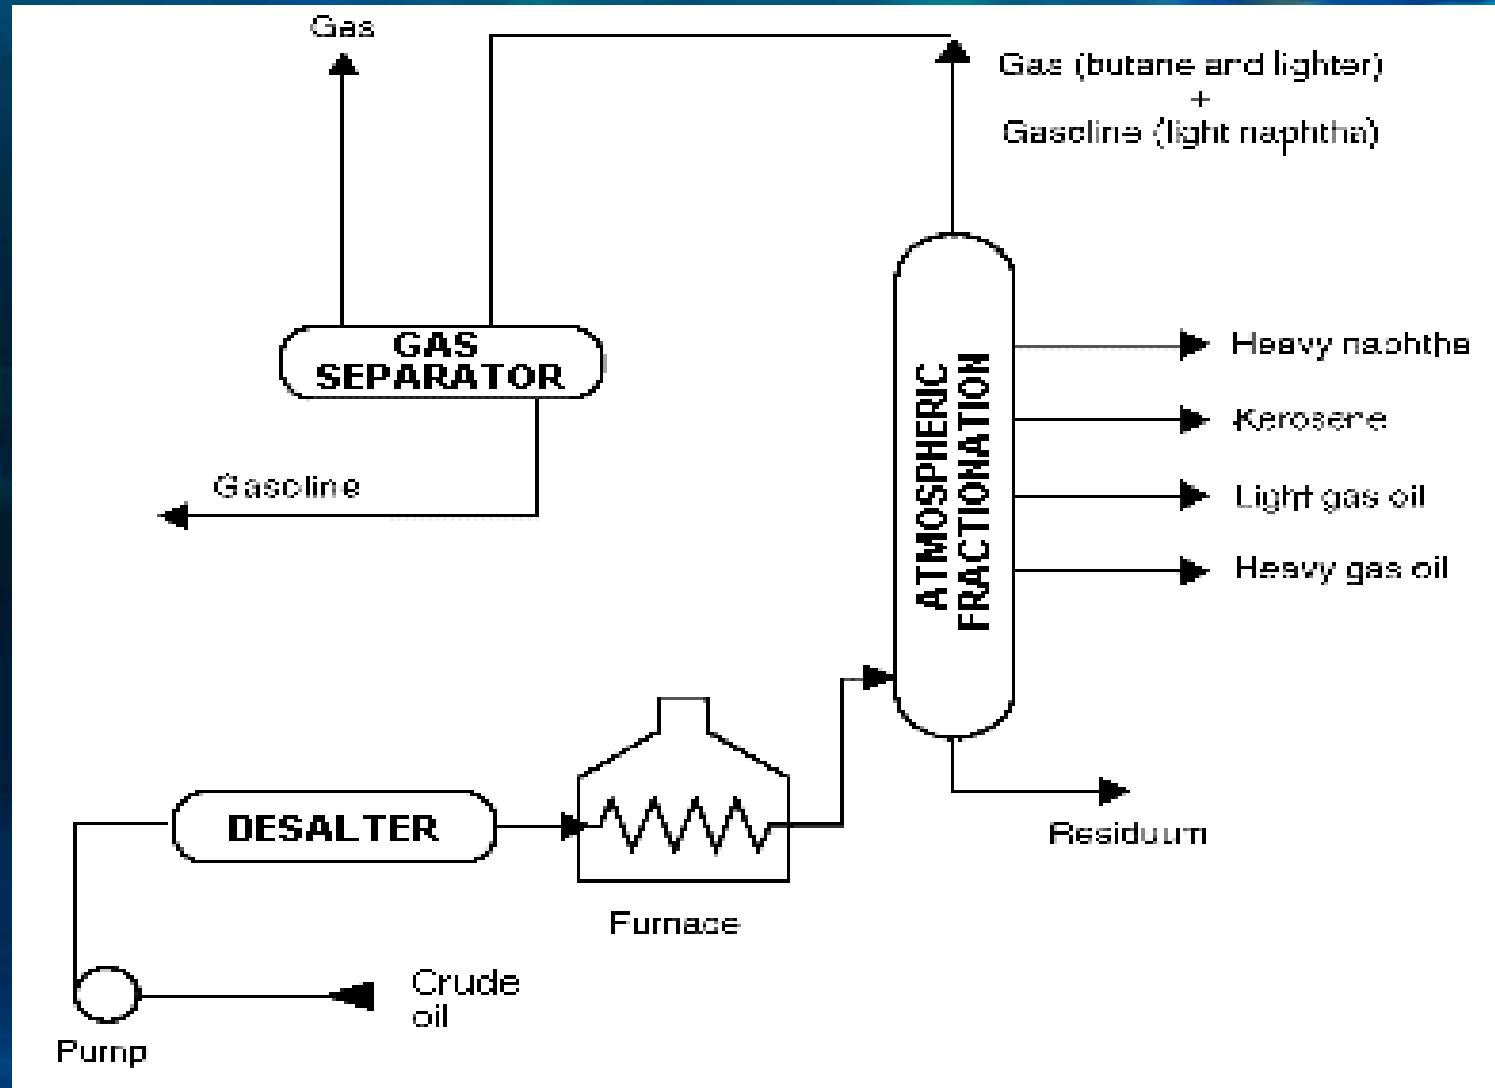 Gas
Gas (butane and lighter)
+
Gasoline (light naphtha)
GAS
SEPARATOR
Heavy naphtha
ATMOSPHERIC
FRACTIONATION
Kerosene
Gasoline
Light gas oil
Heavy gas oil
DESALTER
Residuum
Furnace
Crude
oil
Pump